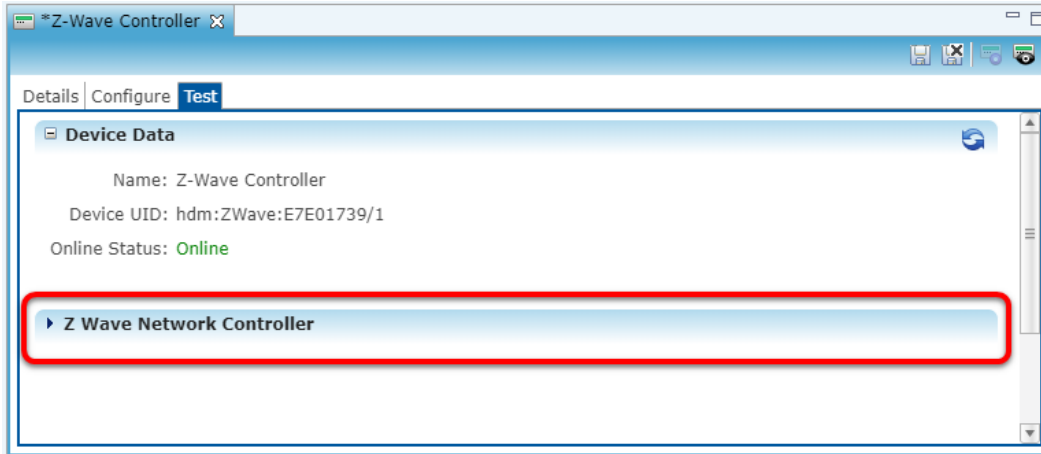 *Z-Wave Controller
Details Configure Test
Device Data
Name: Z-Wave Controller
Device UID: hdm:ZWave:E7E01739/1
Online Status: Online
Z Wave Network Controller